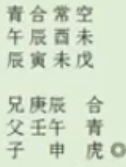 青合常空
午辰酉未
辰寅未戊
兄庚辰　合
父壬午　青
子　申　虎◎